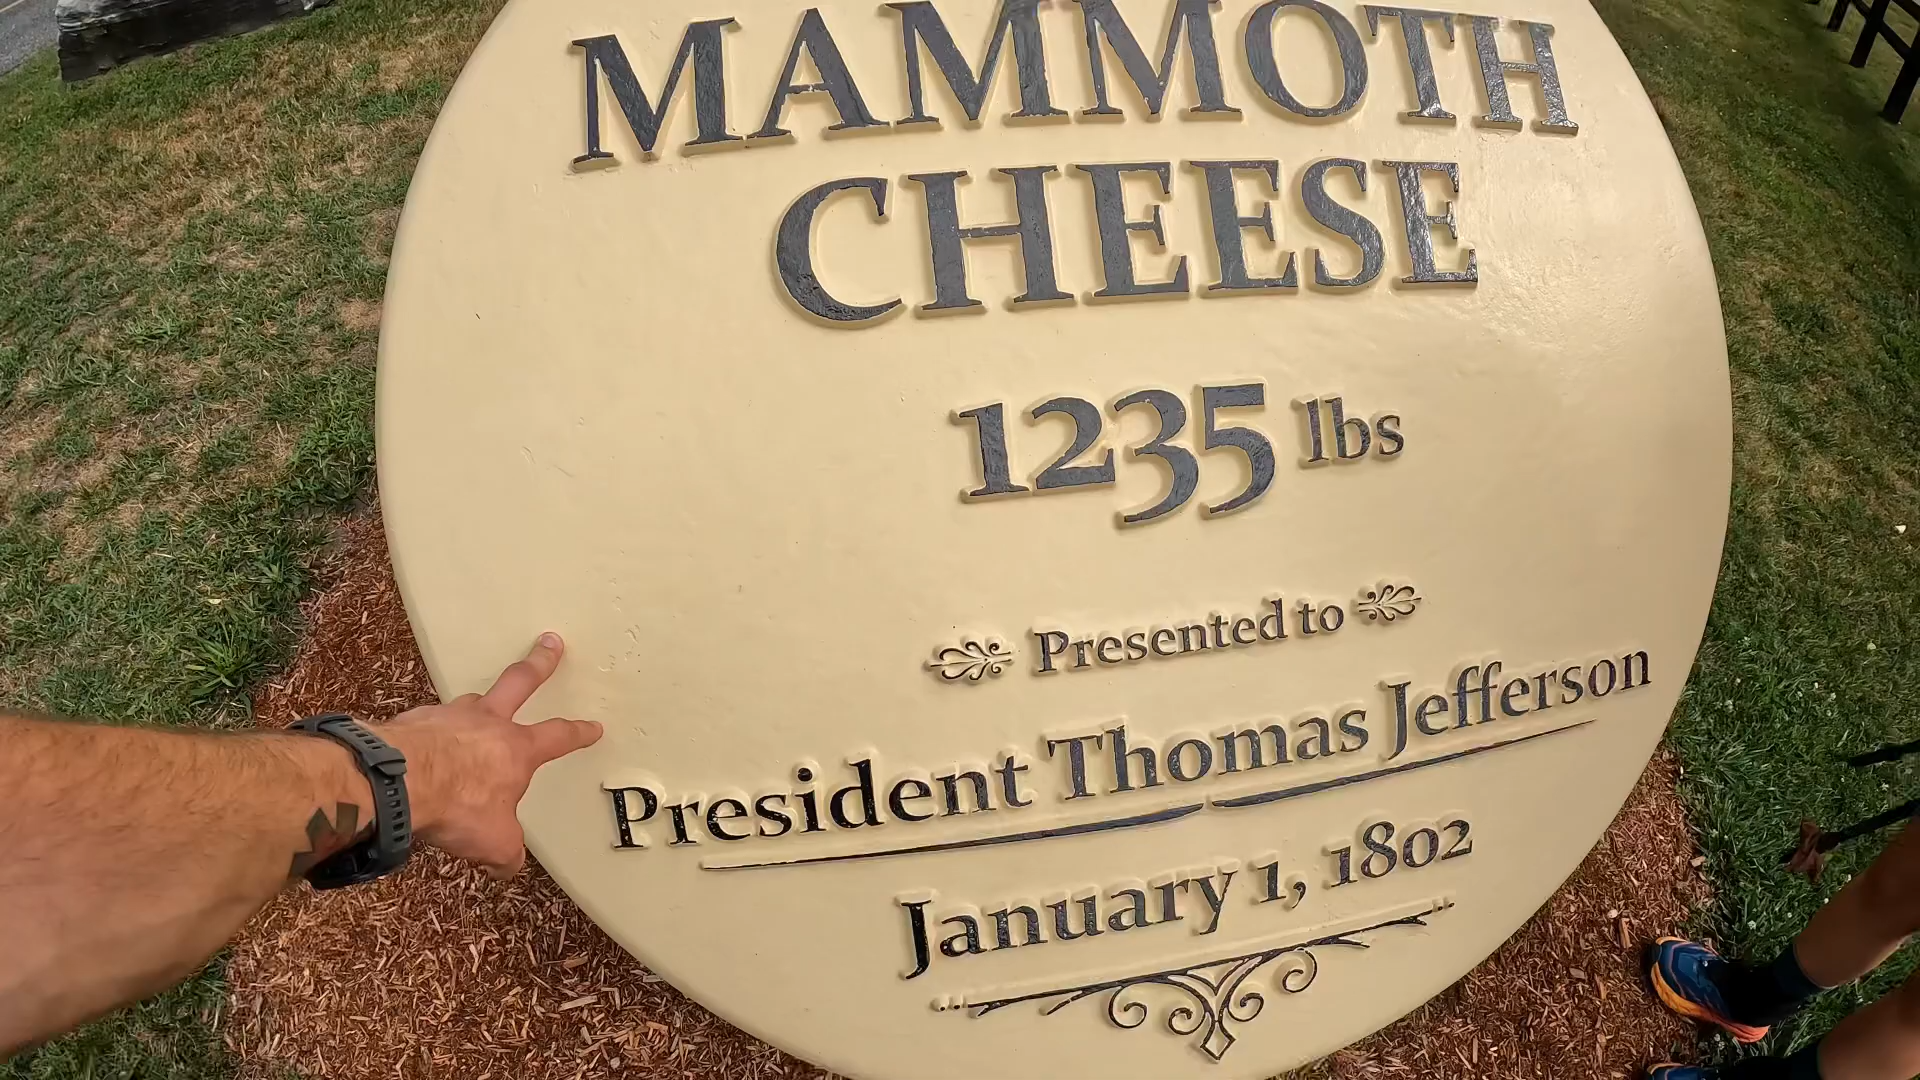 MAMMOTH
CHEESE
1235 lbs
Presented to
President Thomas Jefferson
January 1, 1802